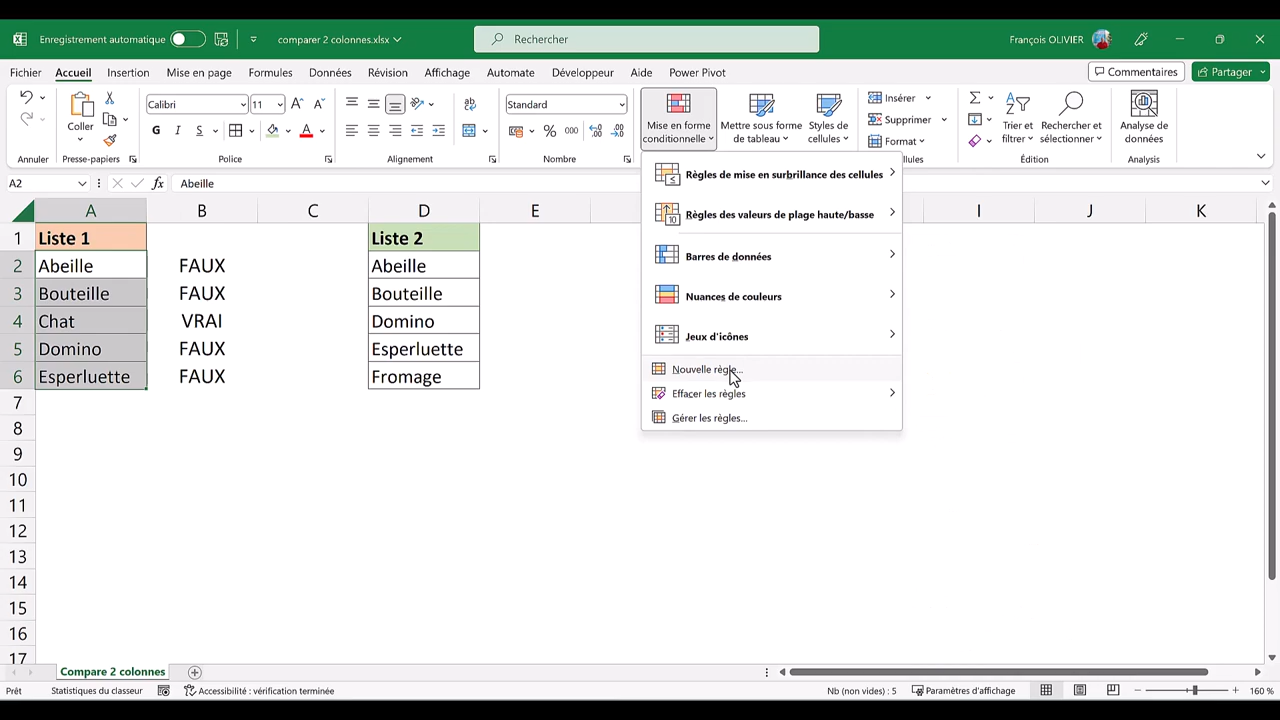 Enregistrement automatique
comparer 2 colonnes.xlsx
Rechercher
François OLIVIER
Fichier Accueil Insertion Mise en page Formules Données Révision Affichage Automate Développeur Aide Power Pivot
Commentaires
Partager
Coller
Calibri 11
G I S
Standard
% 000
Mise en forme conditionnelle
Mettre sous forme de tableau
Styles de cellules
Insérer
Supprimer
Format
Trier et filtrer
Rechercher et sélectionner
Analyse de données
Annuler Presse-papiers Police Alignement Nombre llules Édition Analysis
A2 fx Abeille
A B C D E I J K
1 Liste 1 Liste 2
2 Abeille FAUX Abeille
3 Bouteille FAUX Bouteille
4 Chat VRAI Domino
5 Domino FAUX Esperluette
6 Esperluette FAUX Fromage
7
8
9
10
11
12
13
14
15
16
17
Règles de mise en surbrillance des cellules
Règles des valeurs de plage haute/basse
Barres de données
Nuances de couleurs
Jeux d'icônes
Nouvelle règle...
Effacer les règles
Gérer les règles...
Compare 2 colonnes
Prêt Statistiques du classeur Accessibilité : vérification terminée Nb (non vides) : 5 Paramètres d'affichage 160 %